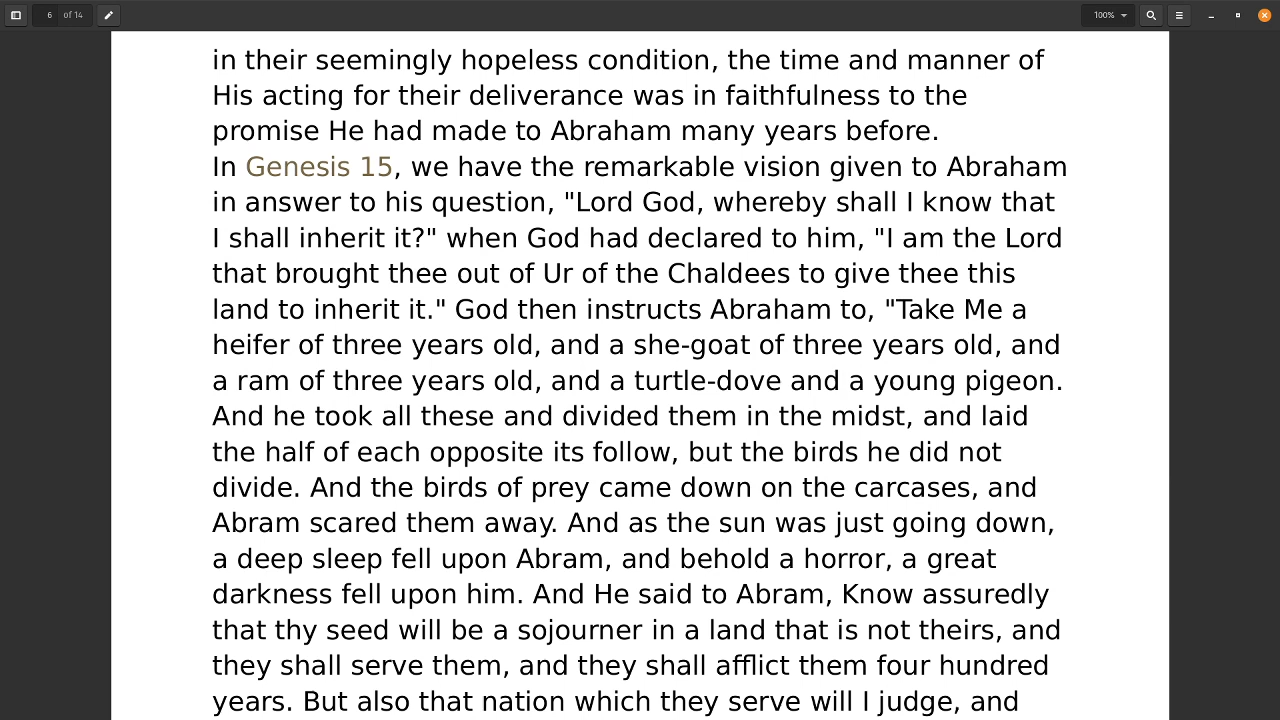 6 of 14
100%
in their seemingly hopeless condition, the time and manner of
His acting for their deliverance was in faithfulness to the
promise He had made to Abraham many years before.
In Genesis 15, we have the remarkable vision given to Abraham
in answer to his question, "Lord God, whereby shall I know that
I shall inherit it?" when God had declared to him, "I am the Lord
that brought thee out of Ur of the Chaldees to give thee this
land to inherit it." God then instructs Abraham to, "Take Me a
heifer of three years old, and a she-goat of three years old, and
a ram of three years old, and a turtle-dove and a young pigeon.
And he took all these and divided them in the midst, and laid
the half of each opposite its follow, but the birds he did not
divide. And the birds of prey came down on the carcases, and
Abram scared them away. And as the sun was just going down,
a deep sleep fell upon Abram, and behold a horror, a great
darkness fell upon him. And He said to Abram, Know assuredly
that thy seed will be a sojourner in a land that is not theirs, and
they shall serve them, and they shall afflict them four hundred
years. But also that nation which they serve will I judge, and